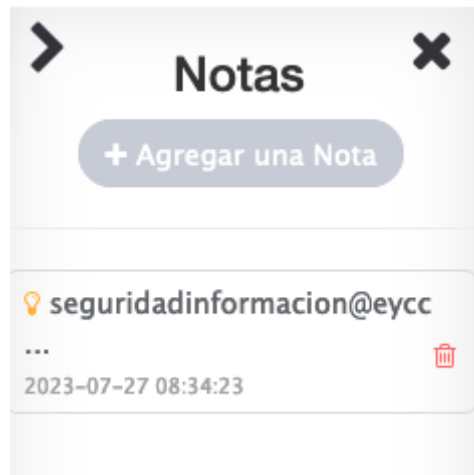 Notas
+ Agregar una Nota
seguridadinformacion@eycc
...
2023-07-27 08:34:23